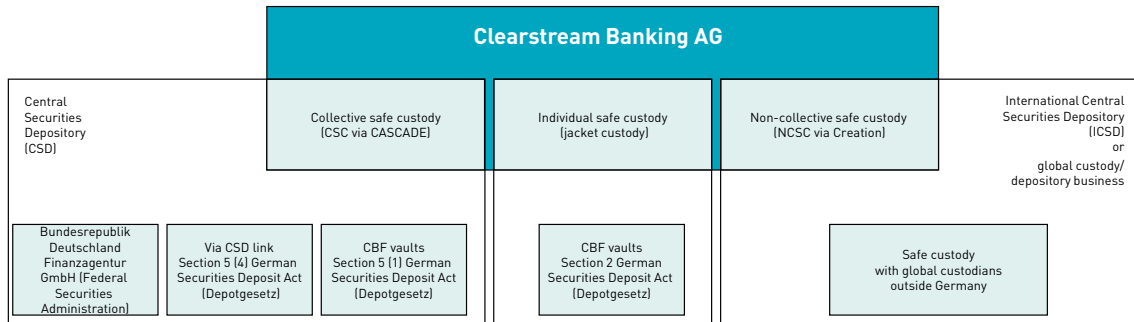 Clearstream Banking AG
Central
Securities
Depository
(CSD)
Collective safe custody
(CSC via CASCADE)
Individual safe custody
(jacket custody)
Non-collective safe custody
(NCSC via Creation)
International Central
Securities Depository
(ICSD)
or
global custody/
depository business
Bundesrepublik
Deutschland
Finanzagentur
GmbH (Federal
Securities
Administration)
Via CSD link
Section 5 (4) German
Securities Deposit Act
(Depotgesetz)
CBF vaults
Section 5 (1) German
Securities Deposit Act
(Depotgesetz)
CBF vaults
Section 2 German
Securities Deposit Act
(Depotgesetz)
Safe custody
with global custodians
outside Germany